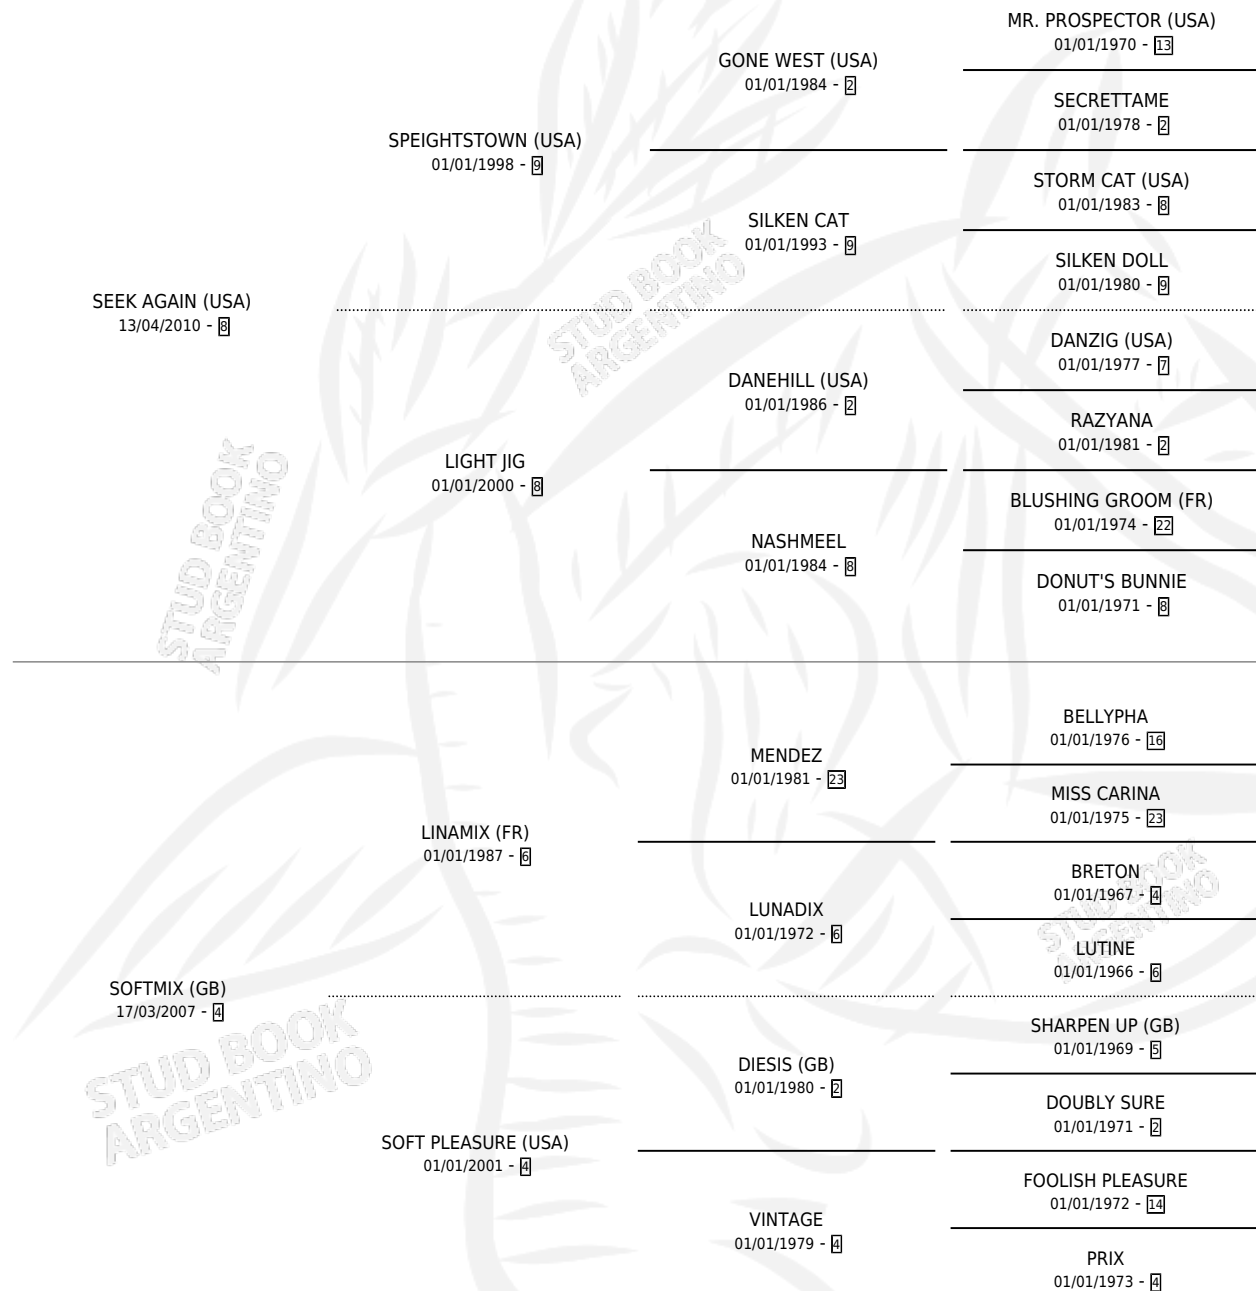 MR. PROSPECTOR (USA)
01/01/1970 - 13
GONE WEST (USA)
01/01/1984 - 2
SECRETTAME
01/01/1978 - 2
SPEIGHTSTOWN (USA)
01/01/1998 - 9
STORM CAT (USA)
01/01/1983 - 8
SILKEN CAT
01/01/1993 - 9
SILKEN DOLL
01/01/1980 - 9
STUD BOOK
ARGENTINO
SEEK AGAIN (USA)
13/04/2010 - 8
DANZIG (USA)
01/01/1977 - 7
DANEHILL (USA)
01/01/1986 - 2
RAZYANA
01/01/1981 - 2
LIGHT JIG
01/01/2000 - 8
BLUSHING GROOM (FR)
01/01/1974 - 22
NASHMEEL
01/01/1984 - 8
DONUT'S BUNNIE
01/01/1971 - 8
STUD BOOK
ARGENTINO
BELLYPHA
01/01/1976 - 16
MENDEZ
01/01/1981 - 23
MISS CARINA
01/01/1975 - 23
LINAMIX (FR)
01/01/1987 - 6
BRETON
01/01/1967 - 4
LUNADIX
01/01/1972 - 6
LUTINE
01/01/1966 - 6
STUD BOOK
ARGENTINO
SOFTMIX (GB)
17/03/2007 - 4
SHARPEN UP (GB)
01/01/1969 - 5
DIESIS (GB)
01/01/1980 - 2
DOUBLY SURE
01/01/1971 - 2
STUD BOOK
ARGENTINO
SOFT PLEASURE (USA)
01/01/2001 - 4
FOOLISH PLEASURE
01/01/1972 - 14
VINTAGE
01/01/1979 - 4
PRIX
01/01/1973 - 4